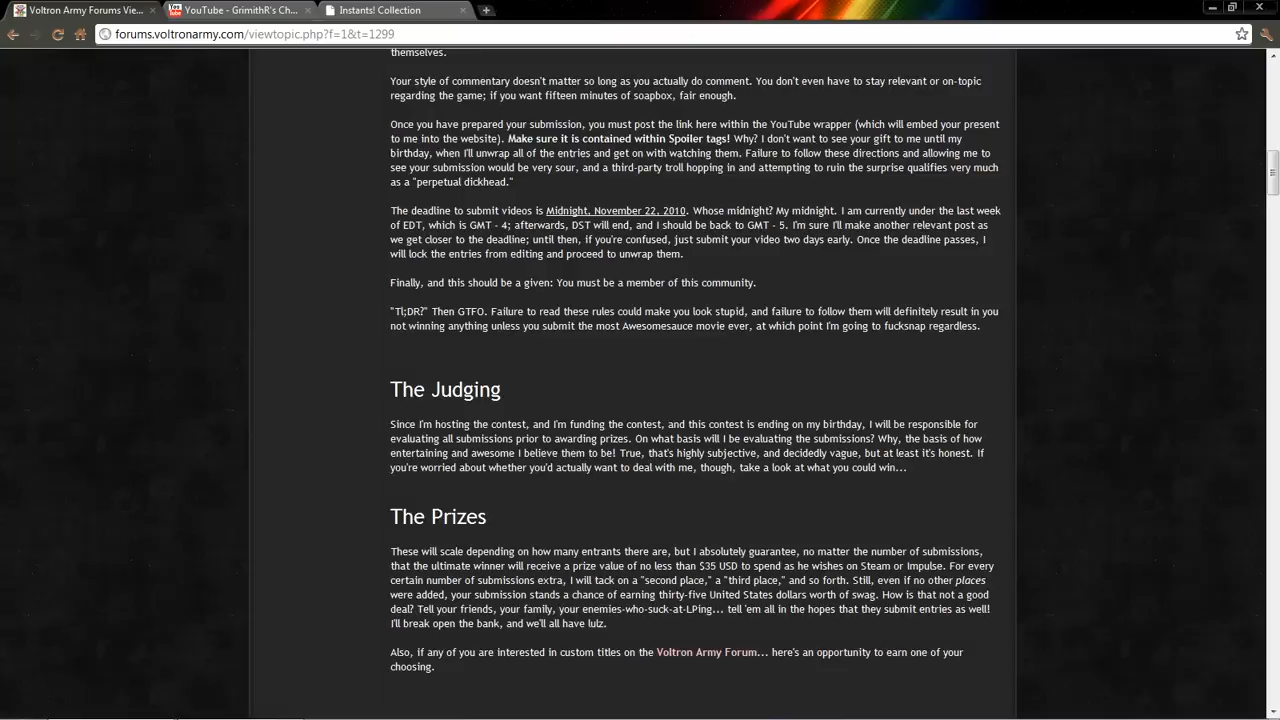 Voltron Army Forums Vie...
YouTube - GrimithR's Ch...
Instants! Collection
forums.voltronarmy.com/viewtopic.php?f=1&t=1299
themselves.
Your style of commentary doesn't matter so long as you actually do comment. You don't even have to stay relevant or on-topic
regarding the game; if you want fifteen minutes of soapbox, fair enough.
Once you have prepared your submission, you must post the link here within the YouTube wrapper (which will embed your present
to me into the website). Make sure it is contained within Spoiler tags! Why? I don't want to see your gift to me until my
birthday, when I'll unwrap all of the entries and get on with watching them. Failure to follow these directions and allowing me to
see your submission would be very sour, and a third-party troll hopping in and attempting to ruin the surprise qualifies very much
as a "perpetual dickhead."
The deadline to submit videos is Midnight, November 22, 2010. Whose midnight? My midnight. I am currently under the last week
of EDT, which is GMT - 4; afterwards, DST will end, and I should be back to GMT - 5. I'm sure I'll make another relevant post as
we get closer to the deadline; until then, if you're confused, just submit your video two days early. Once the deadline passes, I
will lock the entries from editing and proceed to unwrap them.
Finally, and this should be a given: You must be a member of this community.
"Tl;DR?" Then GTFO. Failure to read these rules could make you look stupid, and failure to follow them will definitely result in you
not winning anything unless you submit the most Awesomesauce movie ever, at which point I'm going to fucksnap regardless.
The Judging
Since I'm hosting the contest, and I'm funding the contest, and this contest is ending on my birthday, I will be responsible for
evaluating all submissions prior to awarding prizes. On what basis will I be evaluating the submissions? Why, the basis of how
entertaining and awesome I believe them to be! True, that's highly subjective, and decidedly vague, but at least it's honest. If
you're worried about whether you'd actually want to deal with me, though, take a look at what you could win...
The Prizes
These will scale depending on how many entrants there are, but I absolutely guarantee, no matter the number of submissions,
that the ultimate winner will receive a prize value of no less than $35 USD to spend as he wishes on Steam or Impulse. For every
certain number of submissions extra, I will tack on a "second place," a "third place," and so forth. Still, even if no other places
were added, your submission stands a chance of earning thirty-five United States dollars worth of swag. How is that not a good
deal? Tell your friends, your family, your enemies-who-suck-at-LPing... tell 'em all in the hopes that they submit entries as well!
I'll break open the bank, and we'll all have lulz.
Also, if any of you are interested in custom titles on the Voltron Army Forum... here's an opportunity to earn one of your
choosing.